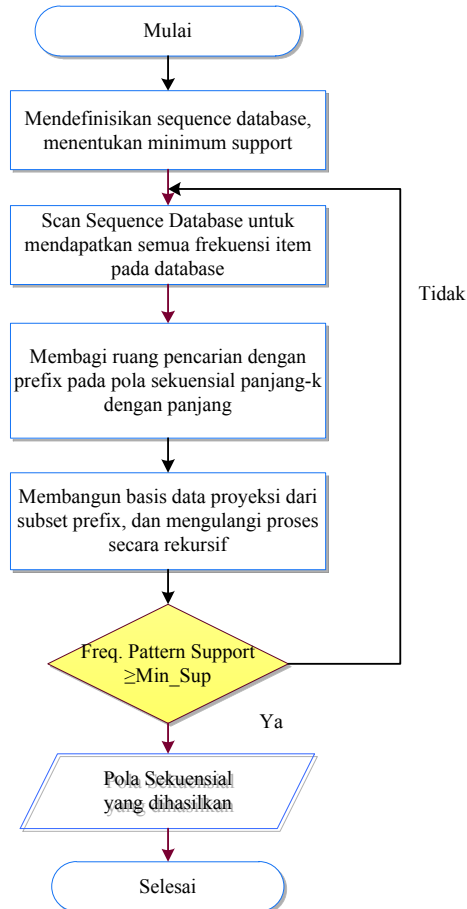 Mulai
Mendefinisikan sequence database,
menentukan minimum support
Scan Sequence Database untuk
mendapatkan semua frekuensi item
pada database
Tidak
Membagi ruang pencarian dengan
prefix pada pola sekuensial panjang-k
dengan panjang
Membangun basis data proyeksi dari
subset prefix, dan mengulangi proses
secara rekursif
Freq. Pattern Support
≥Min_Sup
Ya
Pola Sekuensial
yang dihasilkan
Selesai